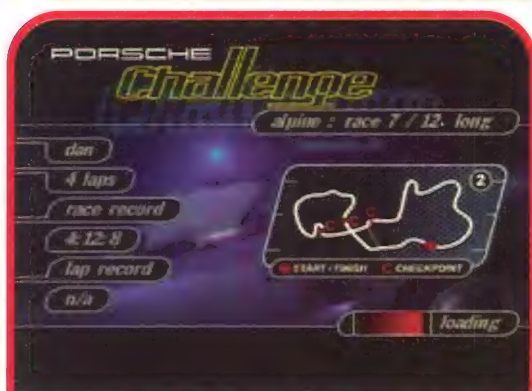 PORSCHE
Challenge
alpine : race 7 / 12. long
dan
4 laps
race record
4:12:8
lap record
n/a
2
C C C
START - FINISH C CHECKPOINT
loading